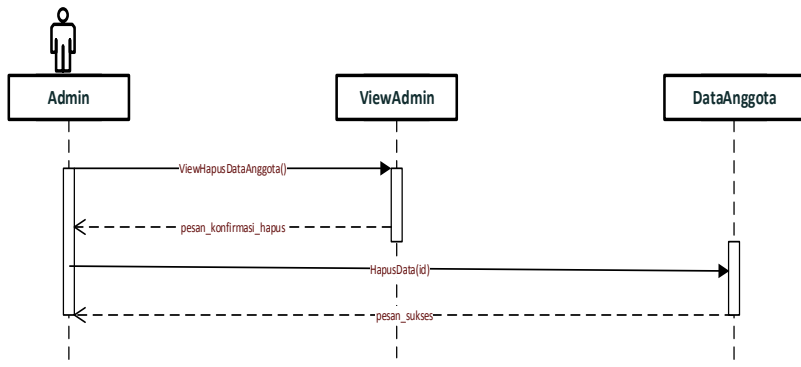 Admin
ViewAdmin
DataAnggota
ViewHapusDataAnggota()
pesan_konfirmasi_hapus
HapusData(id)
pesan_sukses